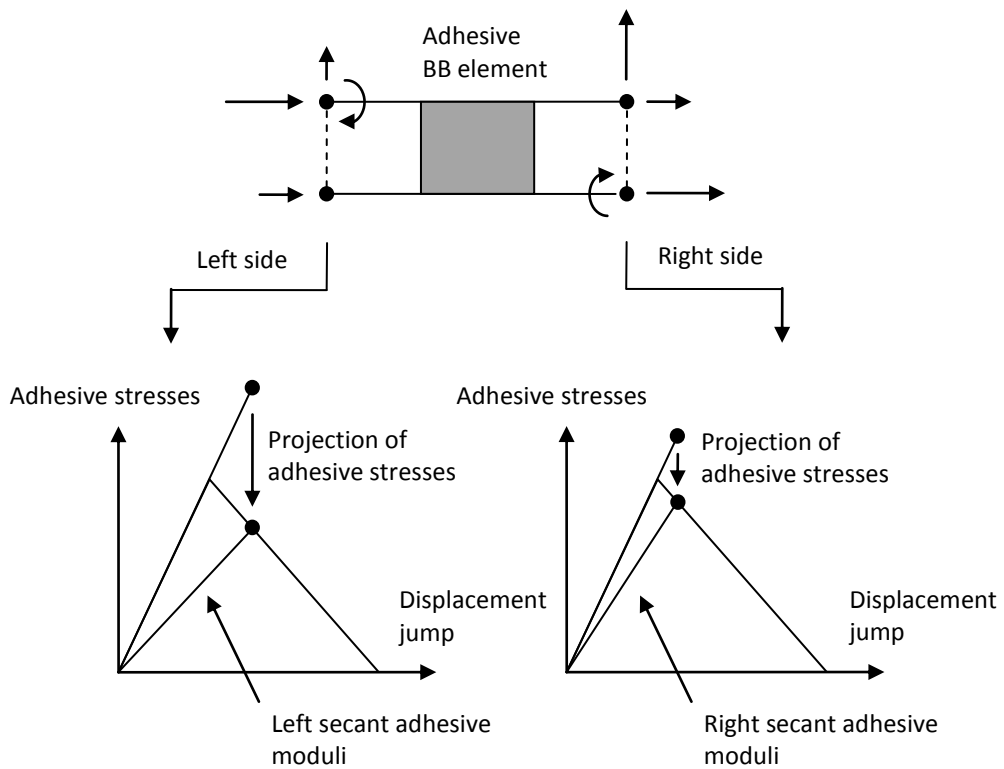 Adhesive
BB element
Left side
Right side
Adhesive stresses
Projection of
adhesive stresses
Displacement
jump
Left secant adhesive
moduli
Adhesive stresses
Projection of
adhesive stresses
Displacement
jump
Right secant adhesive
moduli